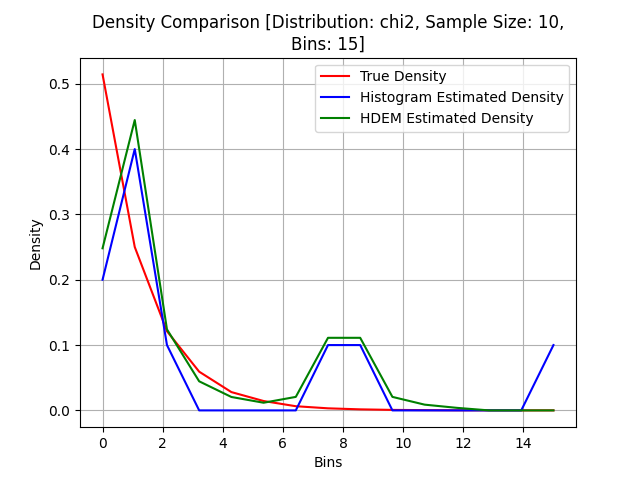 Density Comparison [Distribution: chi2, Sample Size: 10,
Bins: 15]
True Density
Histogram Estimated Density
HDEM Estimated Density
Density
0.5
0.4
0.3
0.2
0.1
0.0
0 2 4 6 8 10 12 14
Bins